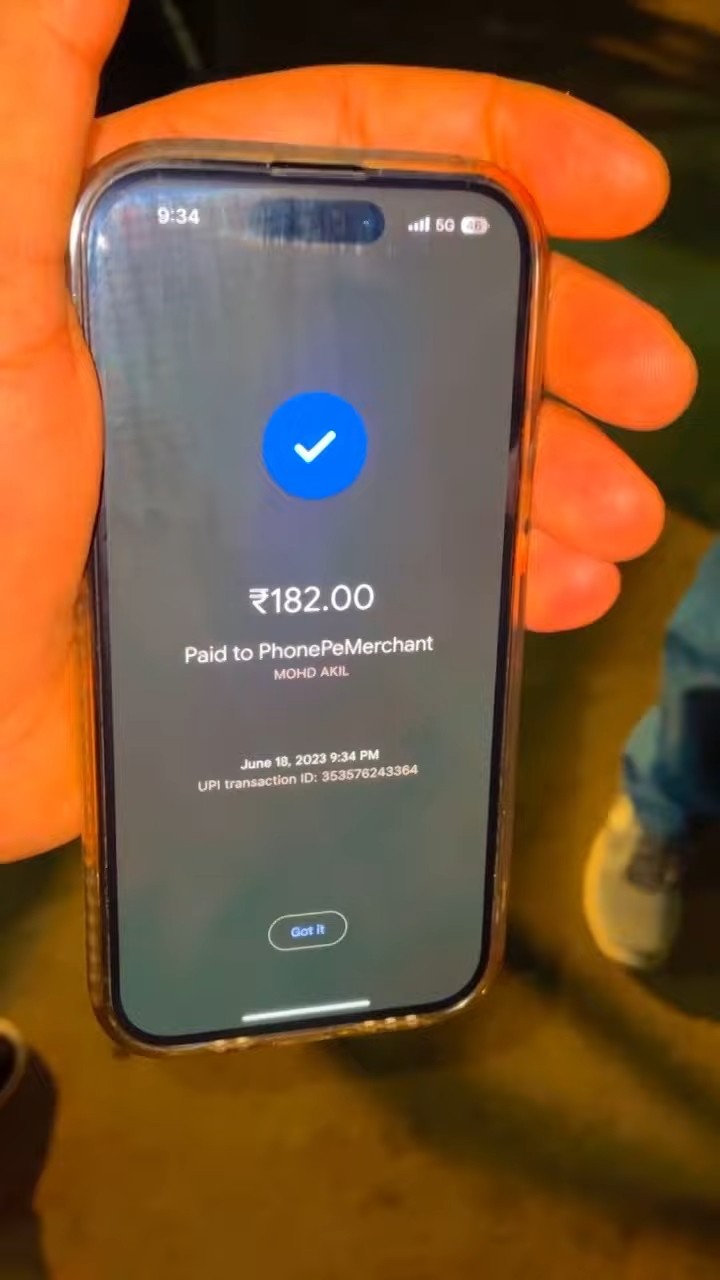 9:34
5G 46
₹182.00
Paid to PhonePeMerchant
MOHD AKIL
June 18, 2023 9:34 PM
UPI transaction ID: 353576243364
Got it